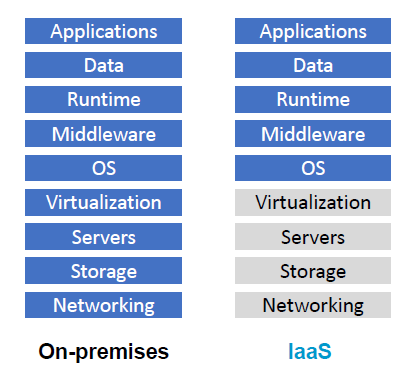 Applications
Data
Runtime
Middleware
OS
Virtualization
Servers
Storage
Networking
On-premises
Applications
Data
Runtime
Middleware
OS
Virtualization
Servers
Storage
Networking
IaaS